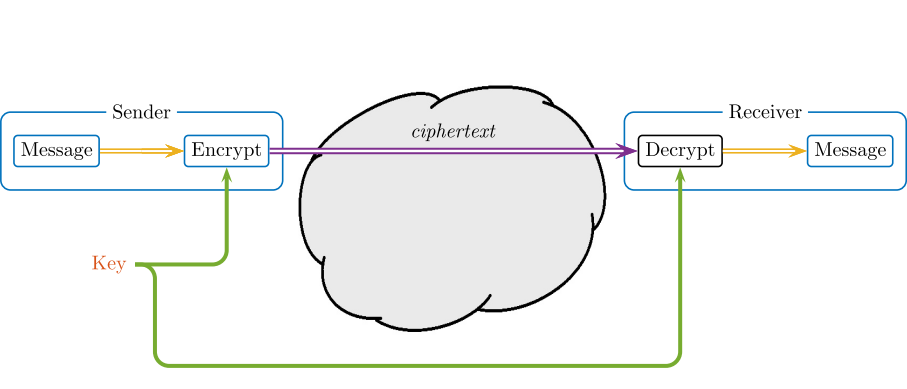 Sender
Receiver
ciphertext
Message
Encrypt
Decrypt
Message
Key